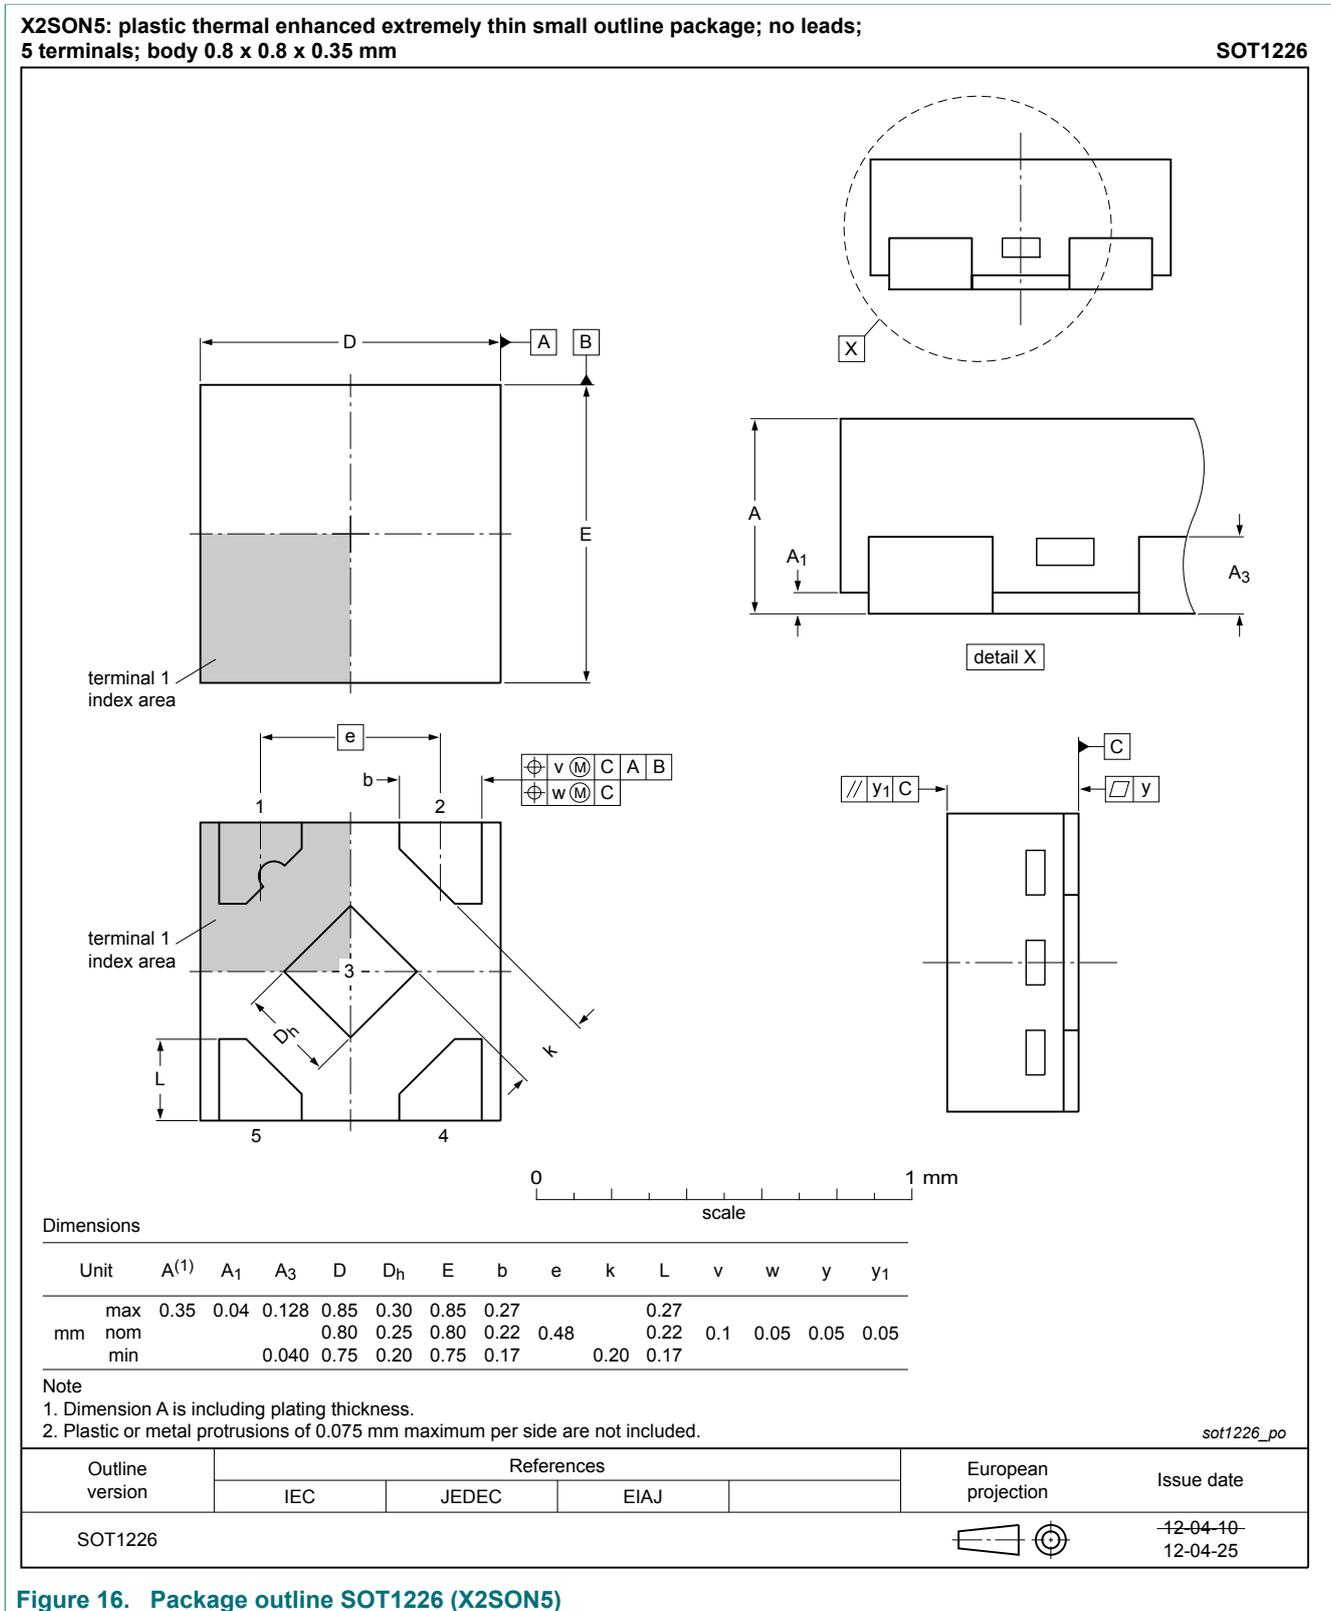 X2SON5: plastic thermal enhanced extremely thin small outline package; no leads;
5 terminals; body 0.8 x 0.8 x 0.35 mm
SOT1226
X
D
A
B
E
terminal 1
index area
A
A1
A3
detail X
e
b
v M C A B
w M C
1
2
terminal 1
index area
3
Dh
k
L
5
4
C
// y1 C
y
0
1 mm
scale
Dimensions
Unit A(1) A1 A3 D Dh E b e k L v w y y1
max 0.35 0.04 0.128 0.85 0.30 0.85 0.27 0.27
mm nom 0.80 0.25 0.80 0.22 0.48 0.22 0.1 0.05 0.05 0.05
min 0.040 0.75 0.20 0.75 0.17 0.20 0.17
Note
1. Dimension A is including plating thickness.
2. Plastic or metal protrusions of 0.075 mm maximum per side are not included.
sot1226_po
Outline
version
References
IEC
JEDEC
EIAJ
European
projection
Issue date
SOT1226
12-04-10
12-04-25
Figure 16. Package outline SOT1226 (X2SON5)